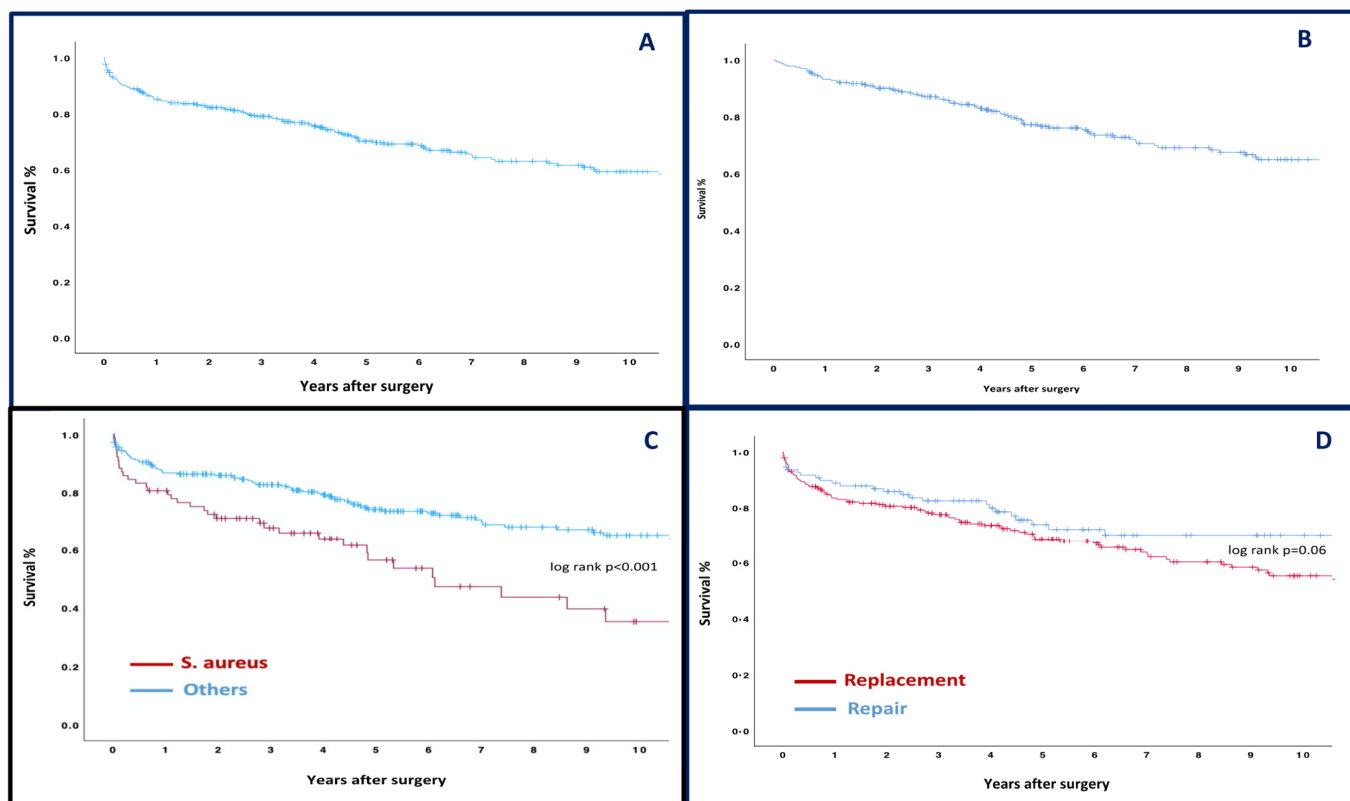 A
1.0
0.8
0.6
0.4
0.2
0.0
Survival %
0 1 2 3 4 5 6 7 8 9 10
Years after surgery
B
1.0
0.8
0.6
0.4
0.2
0.0
Survival %
0 1 2 3 4 5 6 7 8 9 10
Years after surgery
C
1.0
0.8
0.6
0.4
0.2
0.0
Survival %
log rank p<0.001
S. aureus
Others
0 1 2 3 4 5 6 7 8 9 10
Years after surgery
D
1.0
0.8
0.6
0.4
0.2
0.0
Survival %
log rank p=0.06
Replacement
Repair
0 1 2 3 4 5 6 7 8 9 10
Years after surgery